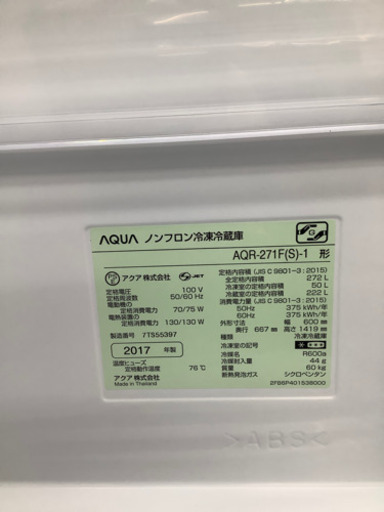 AQUA ノンフロン冷凍冷蔵庫
AQR-271F(S)-1 形
アクア株式会社
JET
定格電圧 100 V
定格周波数 50/60 Hz
電動機の
定格消費電力 70/75 W
電熱装置の
定格消費電力 130/130 W
製造番号 7TS55397
2017 年製
温度ヒューズ
定格動作温度 76℃
アクア株式会社
Made in Thailand
定格内容積(JIS C 9801-3:2015)
全定格内容積 272 L
冷凍室の定格内容積 50 L
冷蔵室の定格内容積 222 L
消費電力量(JIS C 9801-3:2015)
50Hz 375 kWh/年
60Hz 375 kWh/年
外形寸法 幅 600 mm
奥行 667 mm 高さ 1419 mm
種類 冷凍冷蔵庫
冷凍室の記号
冷媒 R600a
冷媒封入量 44 g
質量 60 kg
断熱発泡ガス シクロペンタン
>ABS<